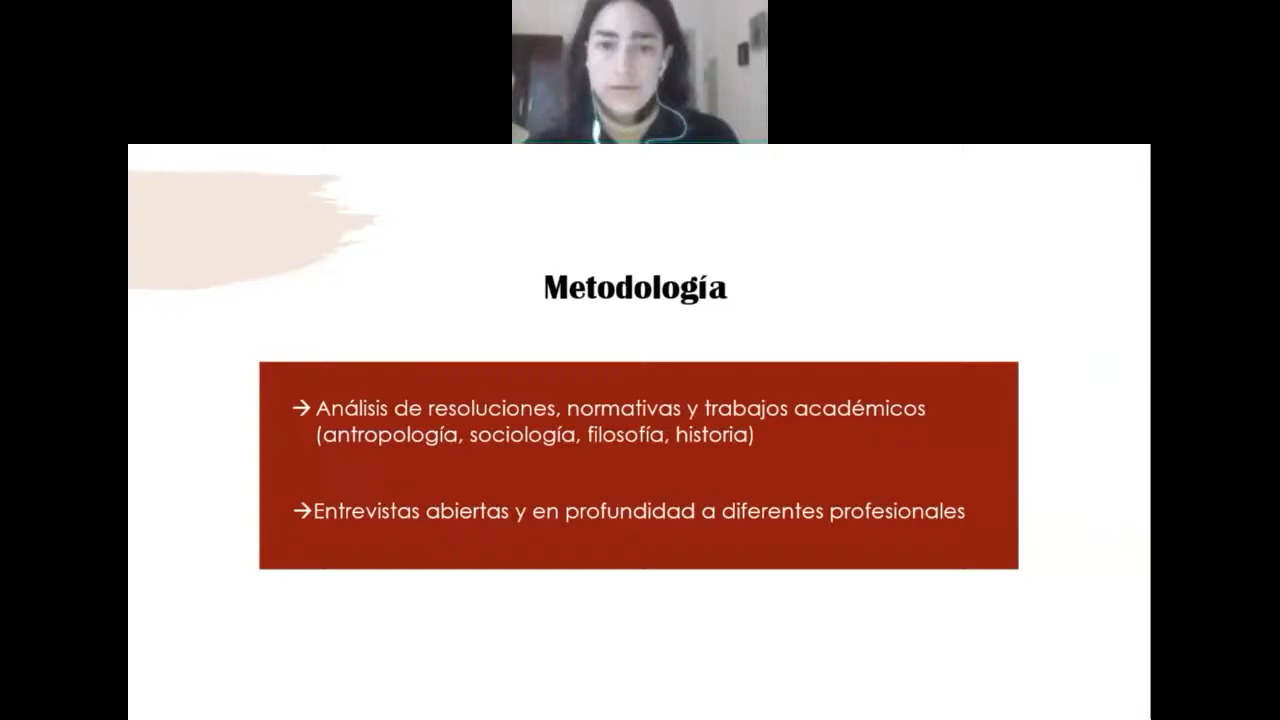 Metodología
→ Análisis de resoluciones, normativas y trabajos académicos
(antropología, sociología, filosofía, historia)
→Entrevistas abiertas y en profundidad a diferentes profesionales